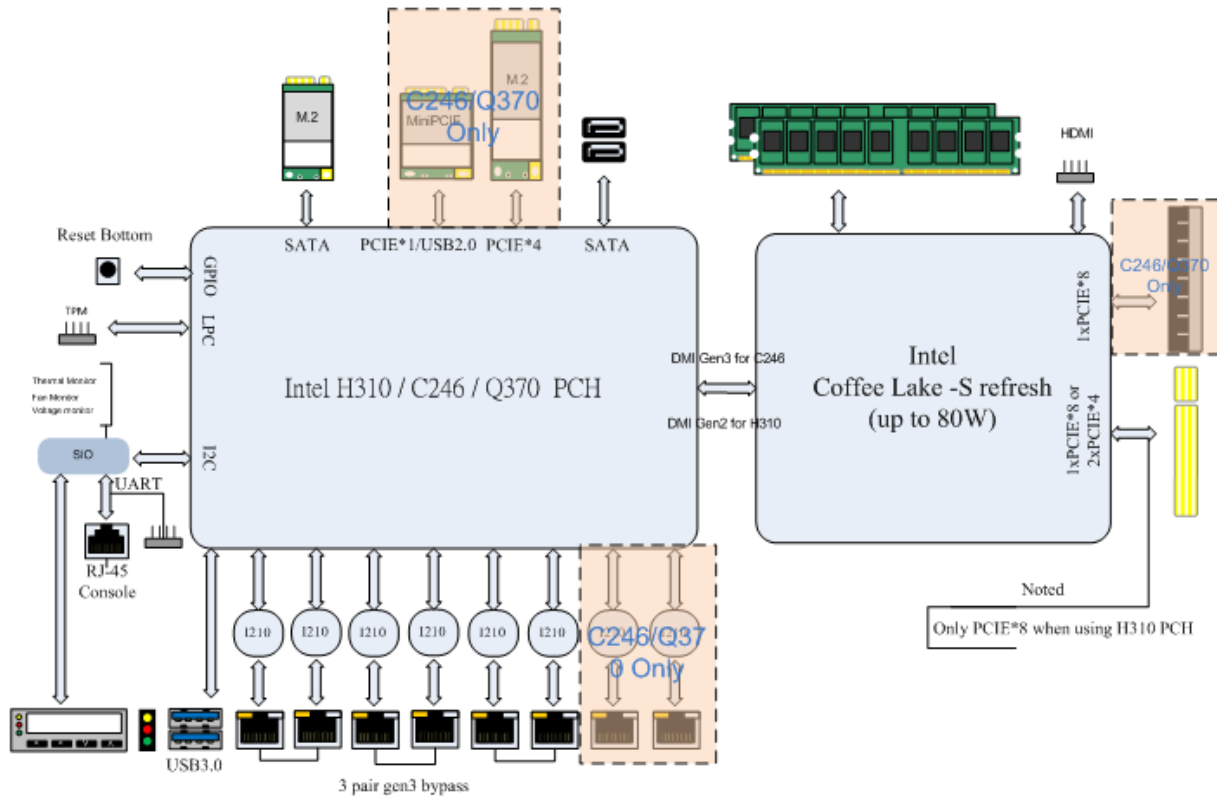 M.2
M.2
MiniPCIE
C246/Q370
Only
HDMI
Reset Bottom
SATA
PCIE*1/USB2.0
PCIE*4
SATA
GPIO
C246/Q370
Only
1xPCIE*8
TPM
LPC
DMI Gen3 for C246
Intel H310 / C246 / Q370 PCH
Intel
Coffee Lake -S refresh
(up to 80W)
Thermal Monitor
Fan Monitor
Voltage monitor
DMI Gen2 for H310
1xPCIE*8 or
2xPCIE*4
SIO
I2C
UART
RJ-45
Console
Noted
Only PCIE*8 when using H310 PCH
I210
I210
I210
I210
I210
I210
I210
I210
C246/Q37
0 Only
USB3.0
3 pair gen3 bypass